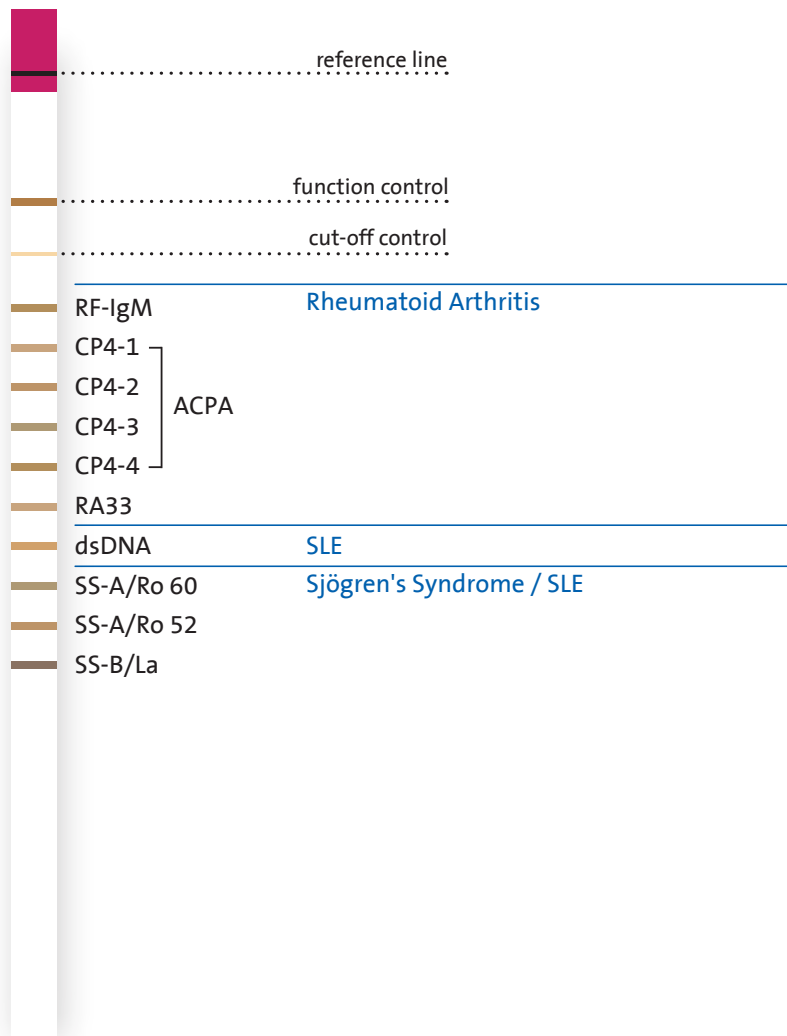 reference line
function control
cut-off control
RF-IgM Rheumatoid Arthritis
CP4-1
CP4-2
ACPA
CP4-3
CP4-4
RA33
dsDNA SLE
SS-A/Ro 60 Sjögren's Syndrome / SLE
SS-A/Ro 52
SS-B/La